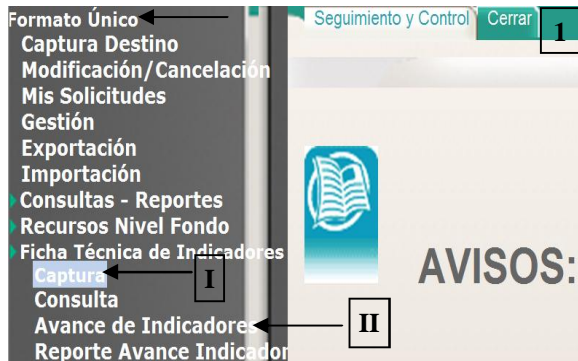 Formato Único
Captura Destino
Modificación/Cancelación
Mis Solicitudes
Gestión
Exportación
Importación
Consultas - Reportes
Recursos Nivel Fondo
Ficha Técnica de Indicadores
Captura
Consulta
Avance de Indicadores
Reporte Avance Indicador
I
II
Seguimiento y Control
Cerrar
1
AVISOS: